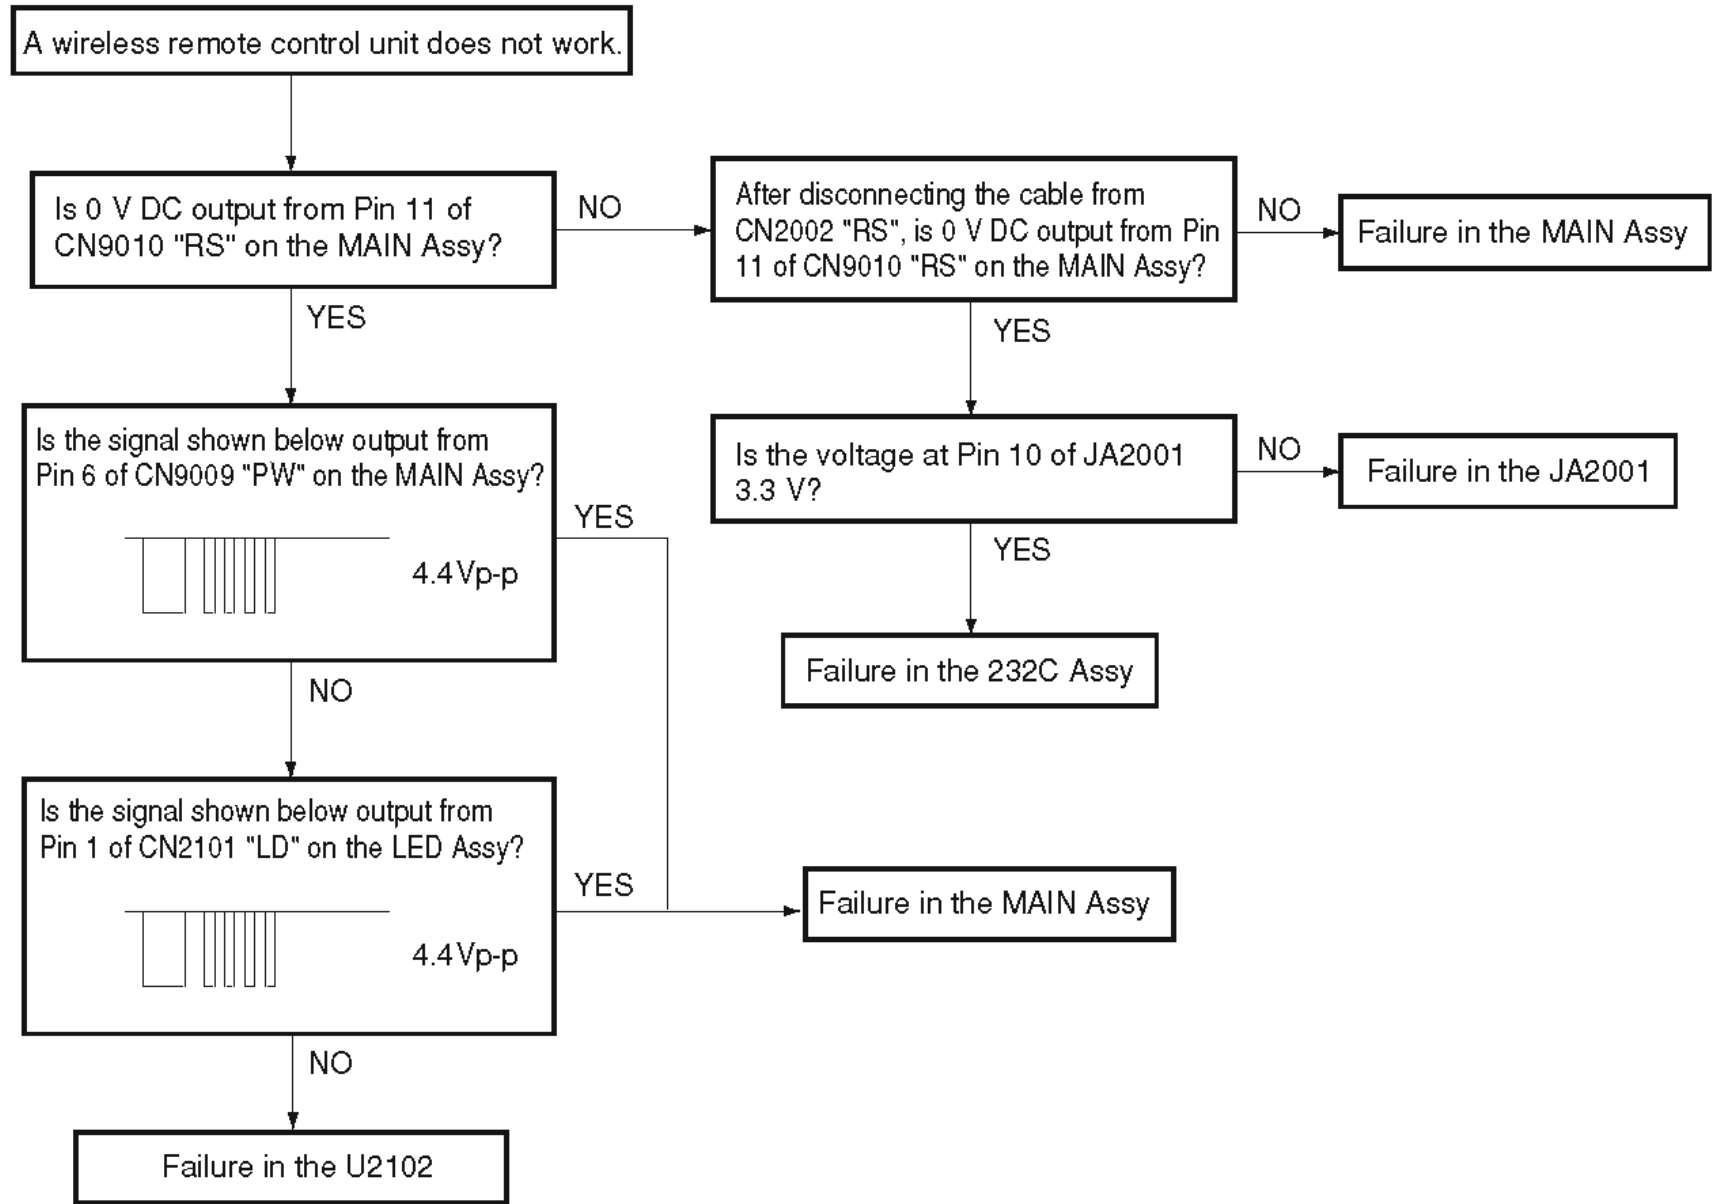 A wireless remote control unit does not work.
Is 0 V DC output from Pin 11 of
CN9010 "RS" on the MAIN Assy?
NO
After disconnecting the cable from
CN2002 "RS", is 0 V DC output from Pin
11 of CN9010 "RS" on the MAIN Assy?
NO
Failure in the MAIN Assy
YES
YES
Is the signal shown below output from
Pin 6 of CN9009 "PW" on the MAIN Assy?
4.4Vp-p
YES
Is the voltage at Pin 10 of JA2001
3.3 V?
NO
Failure in the JA2001
YES
Failure in the 232C Assy
NO
Is the signal shown below output from
Pin 1 of CN2101 "LD" on the LED Assy?
4.4Vp-p
YES
Failure in the MAIN Assy
NO
Failure in the U2102